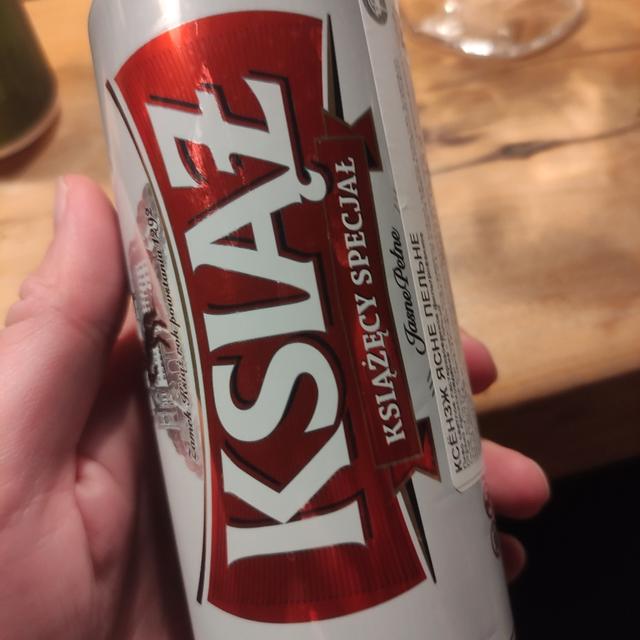 KSIĄŻ
KSIĄŻĘCY SPECJAŁ
Jasne Pełne
Zamek Książ, rok powstania 1292
КСЁНЗЖ ЯСНЕ ПЕЛЬНЕ